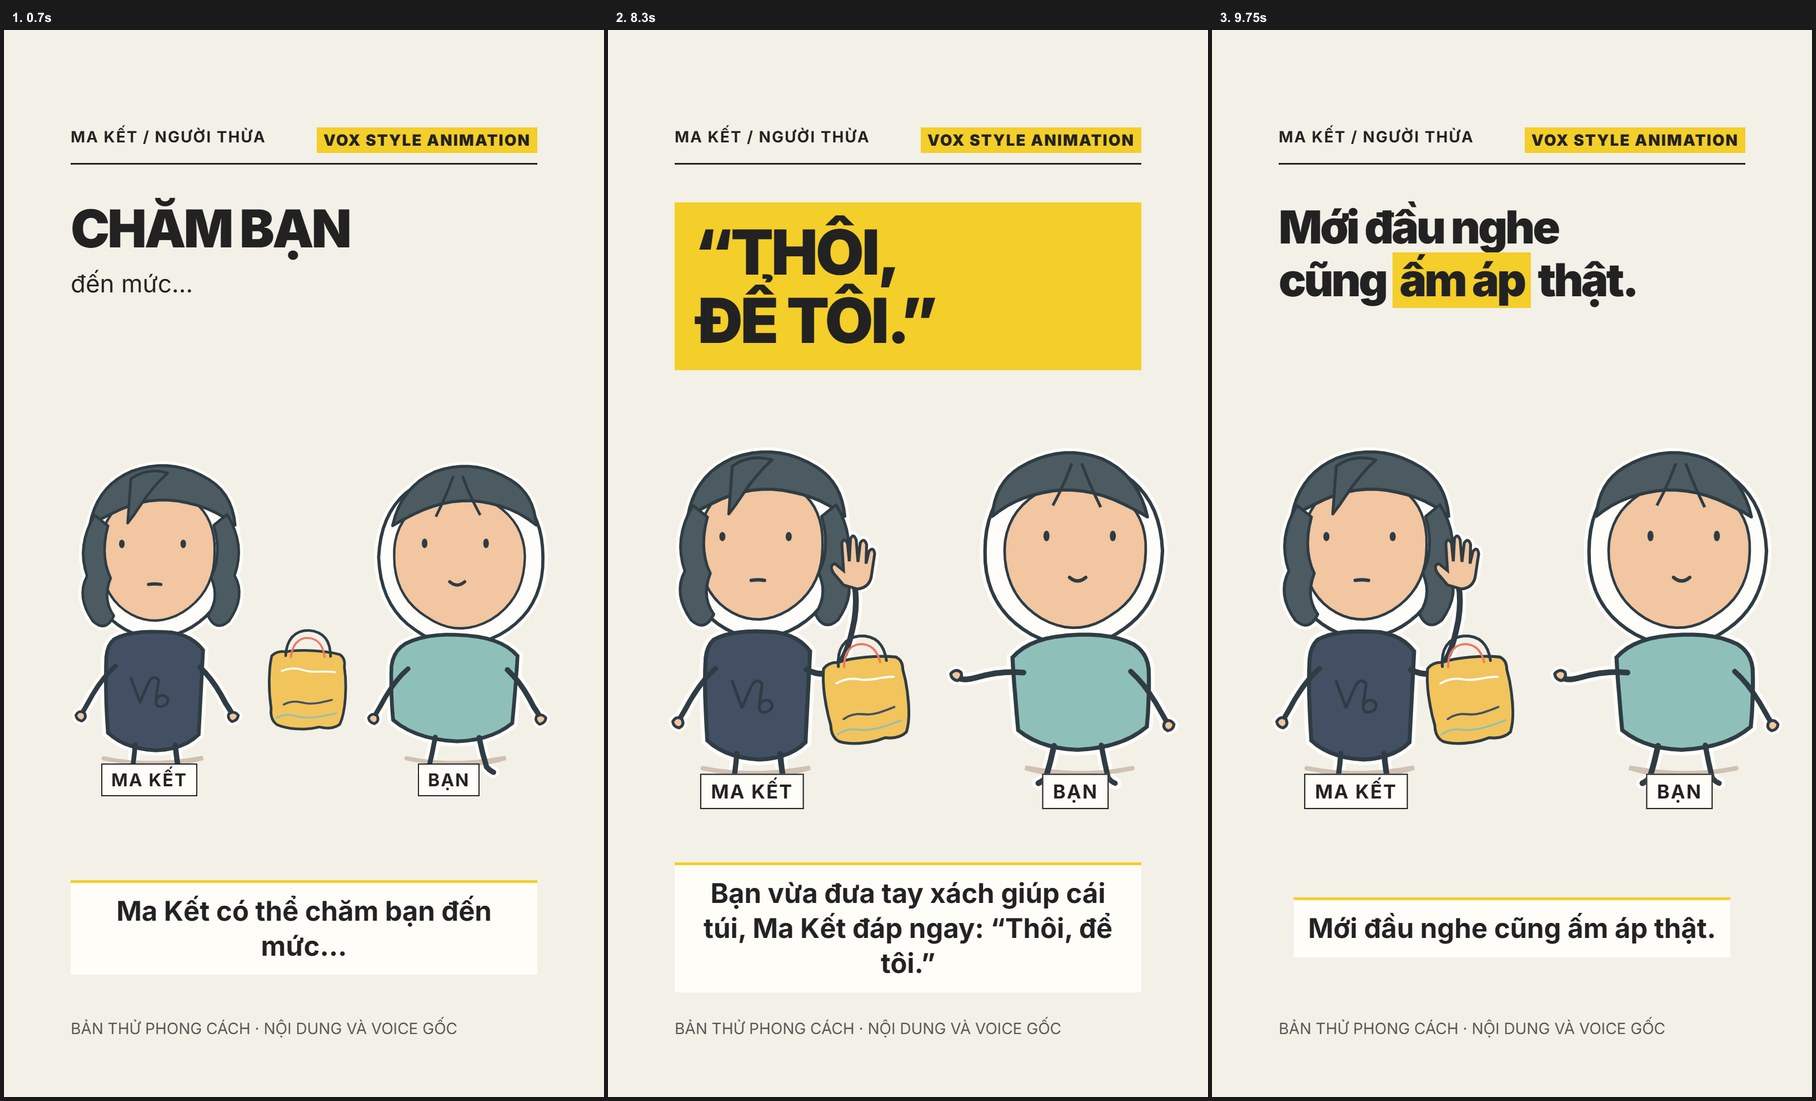 1. 0.7s
MA KẾT / NGƯỜI THỪA
VOX STYLE ANIMATION
CHĂM BẠN
đến mức...
MA KẾT
BẠN
Ma Kết có thể chăm bạn đến
mức...
BẢN THỬ PHONG CÁCH · NỘI DUNG VÀ VOICE GỐC
2. 8.3s
MA KẾT / NGƯỜI THỪA
VOX STYLE ANIMATION
“THÔI,
ĐỂ TÔI.”
MA KẾT
BẠN
Bạn vừa đưa tay xách giúp cái
túi, Ma Kết đáp ngay: “Thôi, để
tôi.”
BẢN THỬ PHONG CÁCH · NỘI DUNG VÀ VOICE GỐC
3. 9.75s
MA KẾT / NGƯỜI THỪA
VOX STYLE ANIMATION
Mới đầu nghe
cũng ấm áp thật.
MA KẾT
BẠN
Mới đầu nghe cũng ấm áp thật.
BẢN THỬ PHONG CÁCH · NỘI DUNG VÀ VOICE GỐC